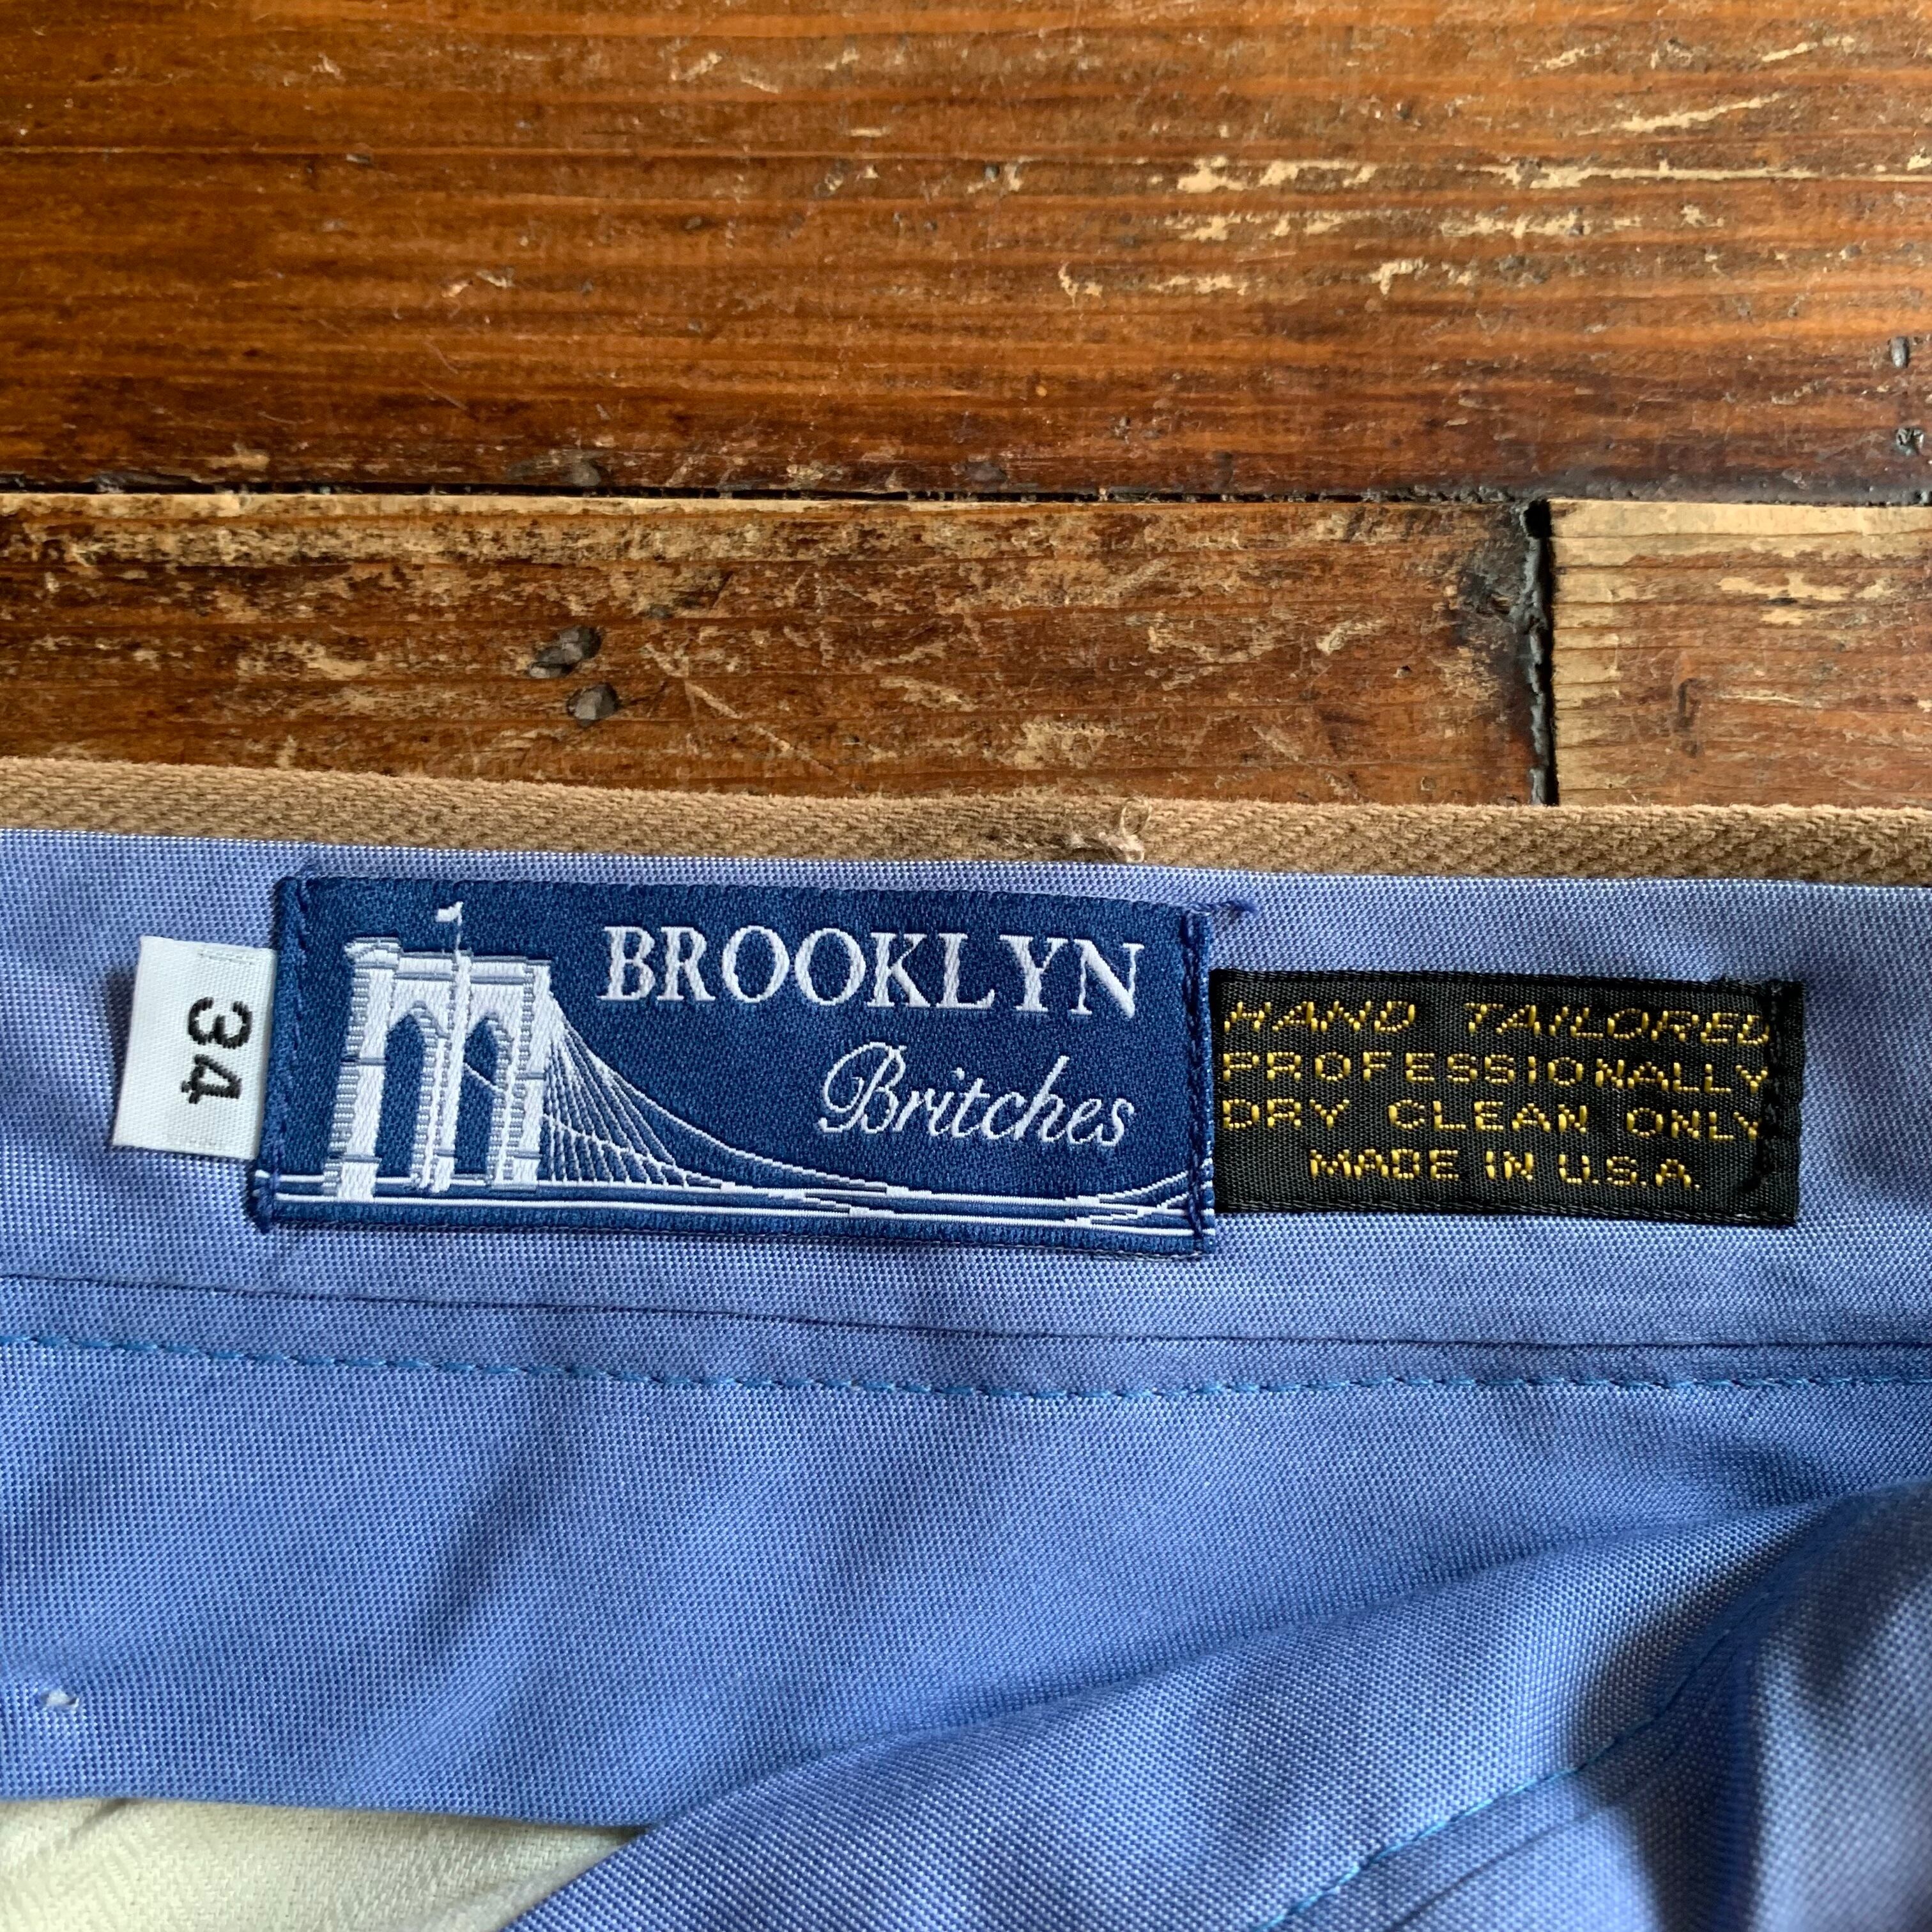 34
BROOKLYN
Britches
HAND TAILORED
PROFESSIONALLY
DRY CLEAN ONLY
MADE IN U.S.A.